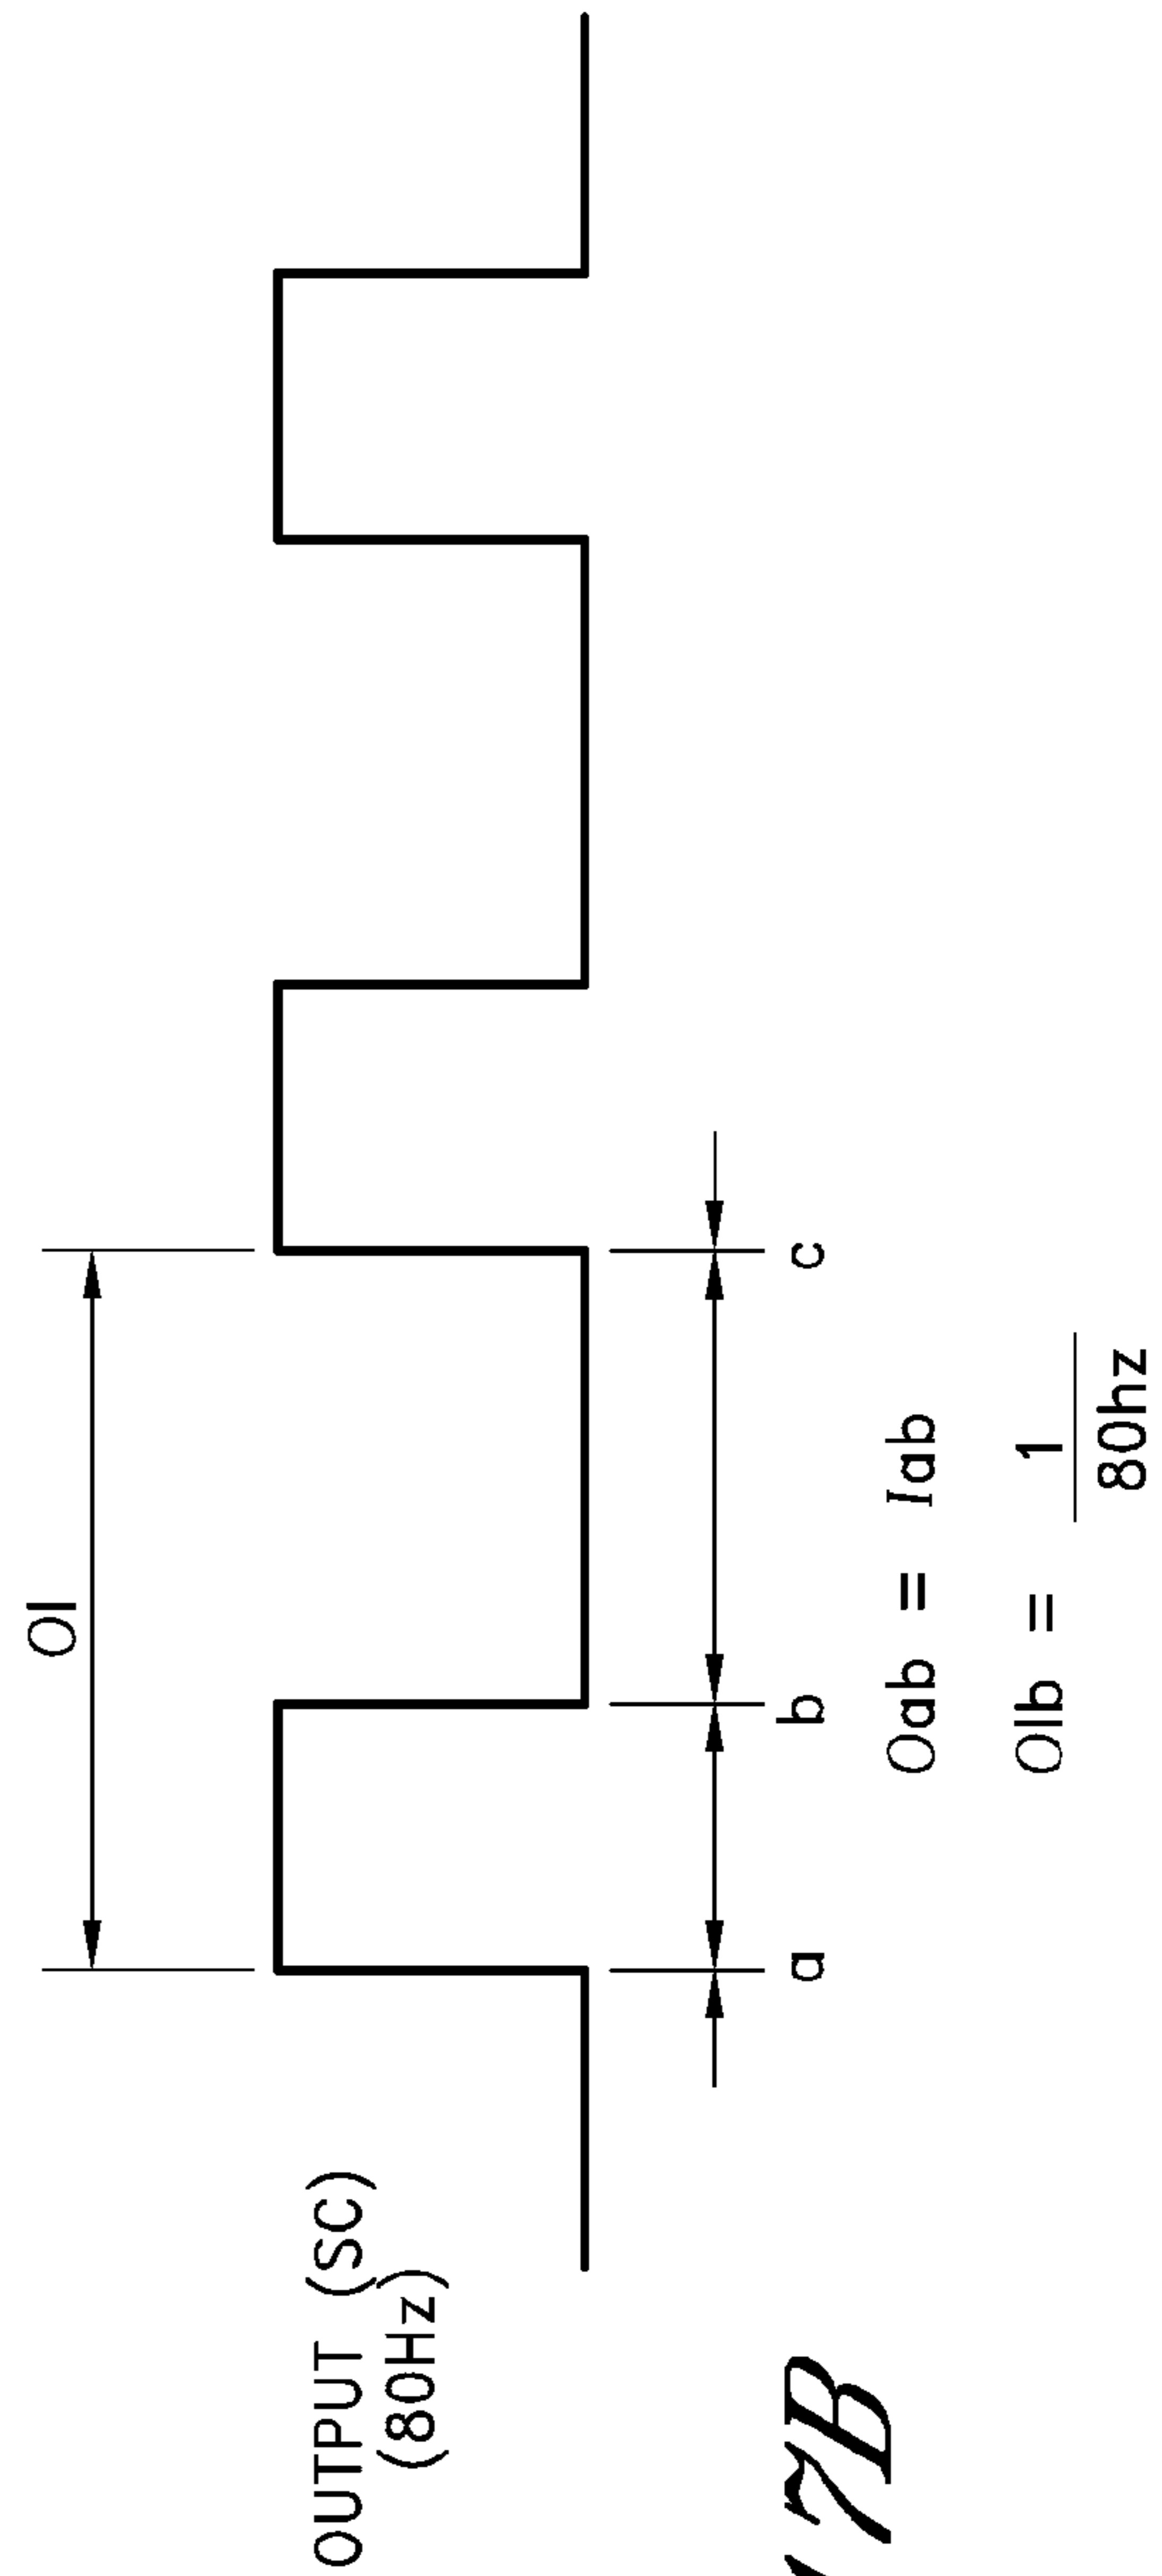 OI
OUTPUT (SC)
(80Hz)
a b c
Oab = Iab
OIb = 1
80hz
17B